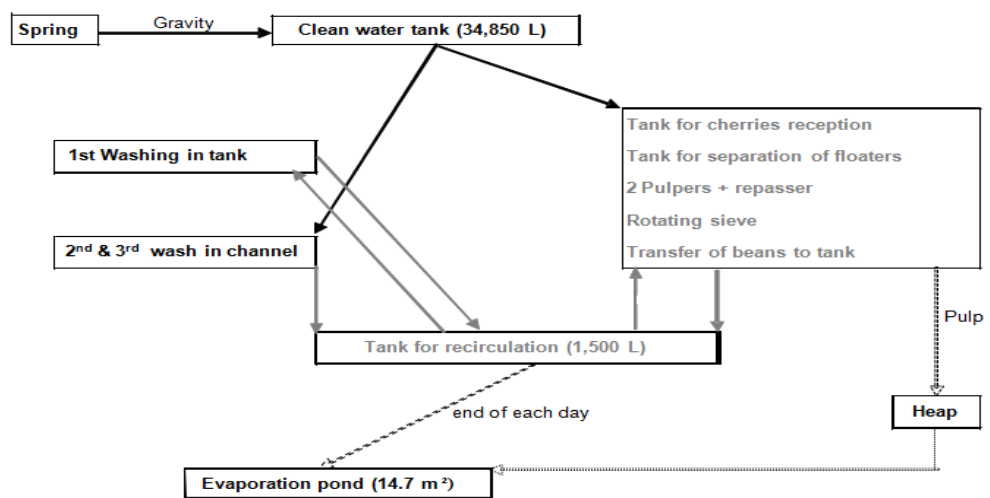 Spring
Gravity
Clean water tank (34,850 L)
Tank for cherries reception
Tank for separation of floaters
2 Pulpers + repasser
Rotating sieve
Transfer of beans to tank
1st Washing in tank
2nd & 3rd wash in channel
Tank for recirculation (1,500 L)
Pulp
end of each day
Heap
Evaporation pond (14.7 m²)